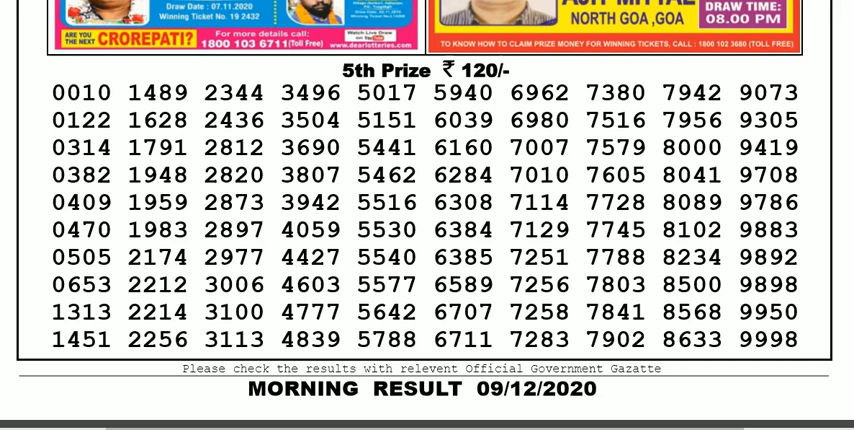 Draw Date : 07.11.2020
Winning Ticket No. 19 2432
ARE YOU THE NEXT CROREPATI?
For more details call:
1800 103 6711(Toll Free)
Watch Live Draw on YouTube
www.dearlotteries.com
AJIT MITTAL
NORTH GOA ,GOA
DRAW TIME:
08.00 PM
TO KNOW HOW TO CLAIM PRIZE MONEY FOR WINNING TICKETS, CALL : 1800 102 3680 (TOLL FREE)
5th Prize ₹ 120/-
0010 1489 2344 3496 5017 5940 6962 7380 7942 9073
0122 1628 2436 3504 5151 6039 6980 7516 7956 9305
0314 1791 2812 3690 5441 6160 7007 7579 8000 9419
0382 1948 2820 3807 5462 6284 7010 7605 8041 9708
0409 1959 2873 3942 5516 6308 7114 7728 8089 9786
0470 1983 2897 4059 5530 6384 7129 7745 8102 9883
0505 2174 2977 4427 5540 6385 7251 7788 8234 9892
0653 2212 3006 4603 5577 6589 7256 7803 8500 9898
1313 2214 3100 4777 5642 6707 7258 7841 8568 9950
1451 2256 3113 4839 5788 6711 7283 7902 8633 9998
Please check the results with relevent Official Government Gazatte
MORNING RESULT 09/12/2020